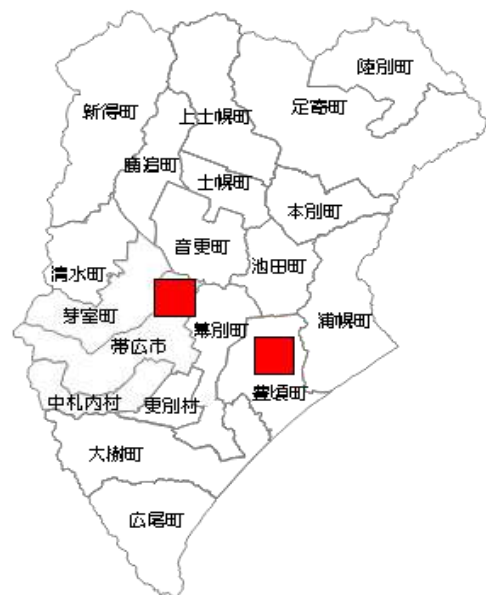 陸別町
新得町
上士幌町
足寄町
鹿追町
士幌町
本別町
音更町
池田町
清水町
芽室町
浦幌町
幕別町
帯広市
豊頃町
中札内村
更別村
大樹町
広尾町